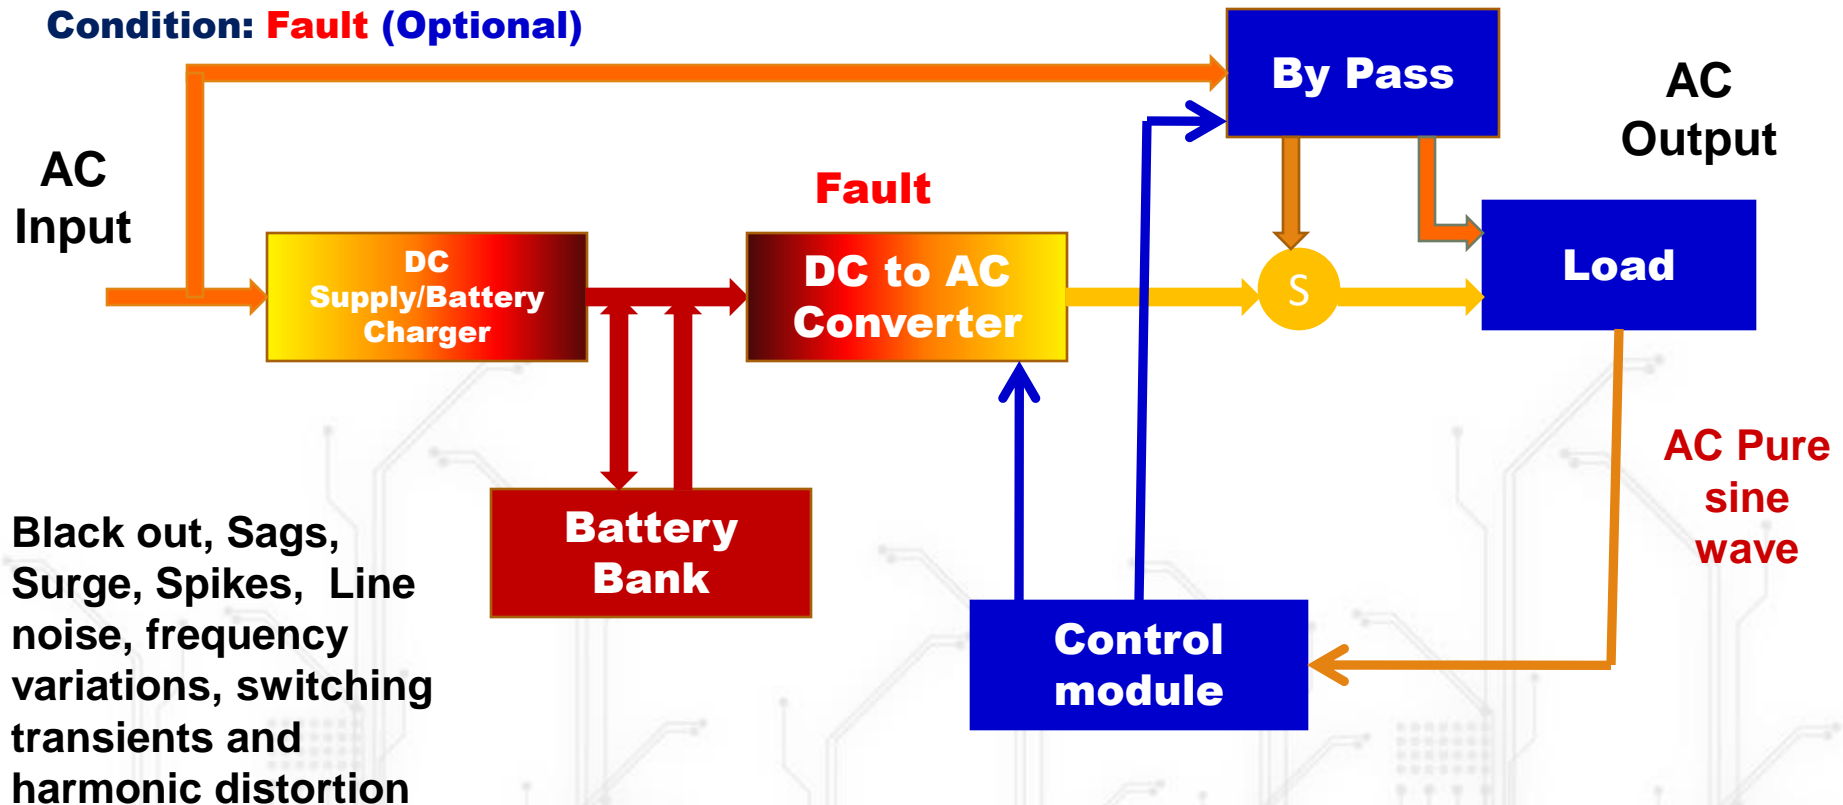 Condition: Fault (Optional)
By Pass
AC
Output
AC
Input
Fault
DC
Supply/Battery
Charger
DC to AC
Converter
S
Load
AC Pure
sine
wave
Battery
Bank
Black out, Sags,
Surge, Spikes, Line
noise, frequency
variations, switching
transients and
harmonic distortion
Control
module